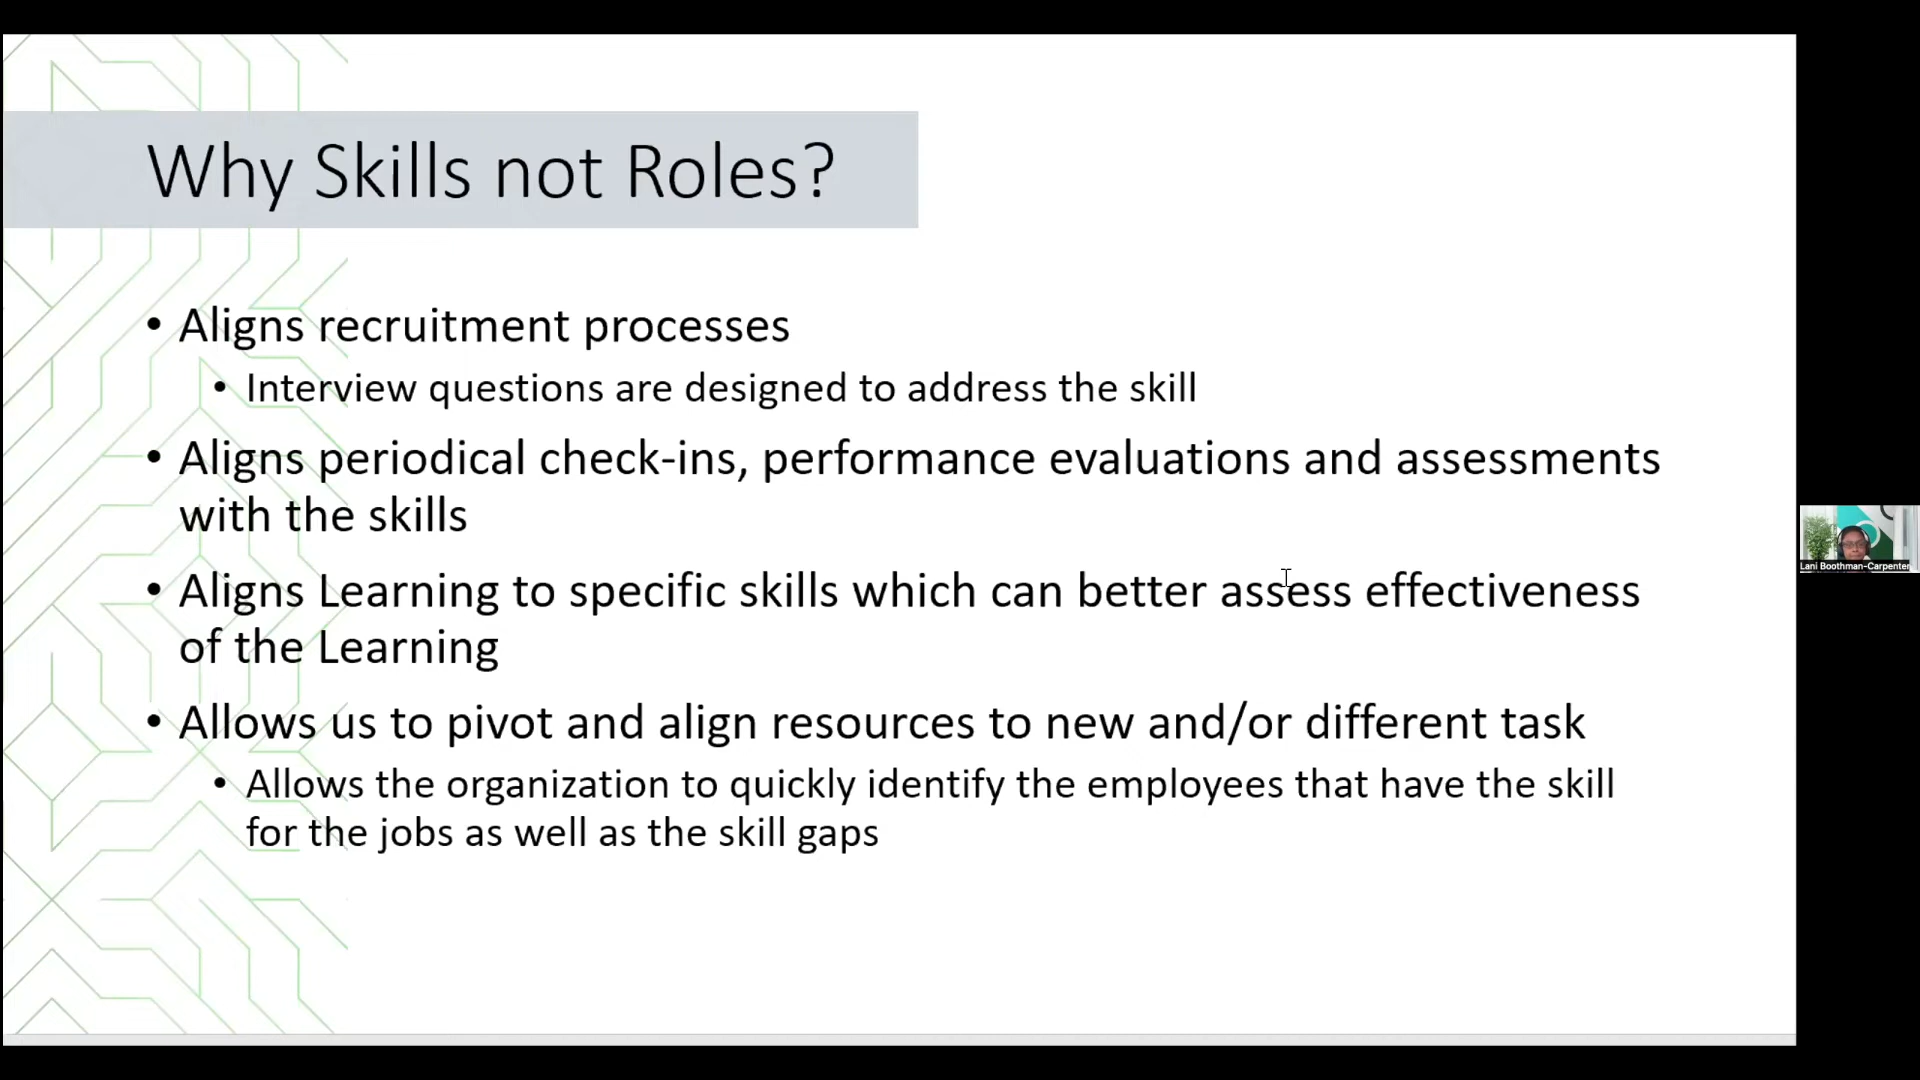 Why Skills not Roles?
• Aligns recruitment processes
• Interview questions are designed to address the skill
• Aligns periodical check-ins, performance evaluations and assessments
with the skills
• Aligns Learning to specific skills which can better assess effectiveness
of the Learning
• Allows us to pivot and align resources to new and/or different task
• Allows the organization to quickly identify the employees that have the skill
for the jobs as well as the skill gaps
Lani Boothman-Carpenter